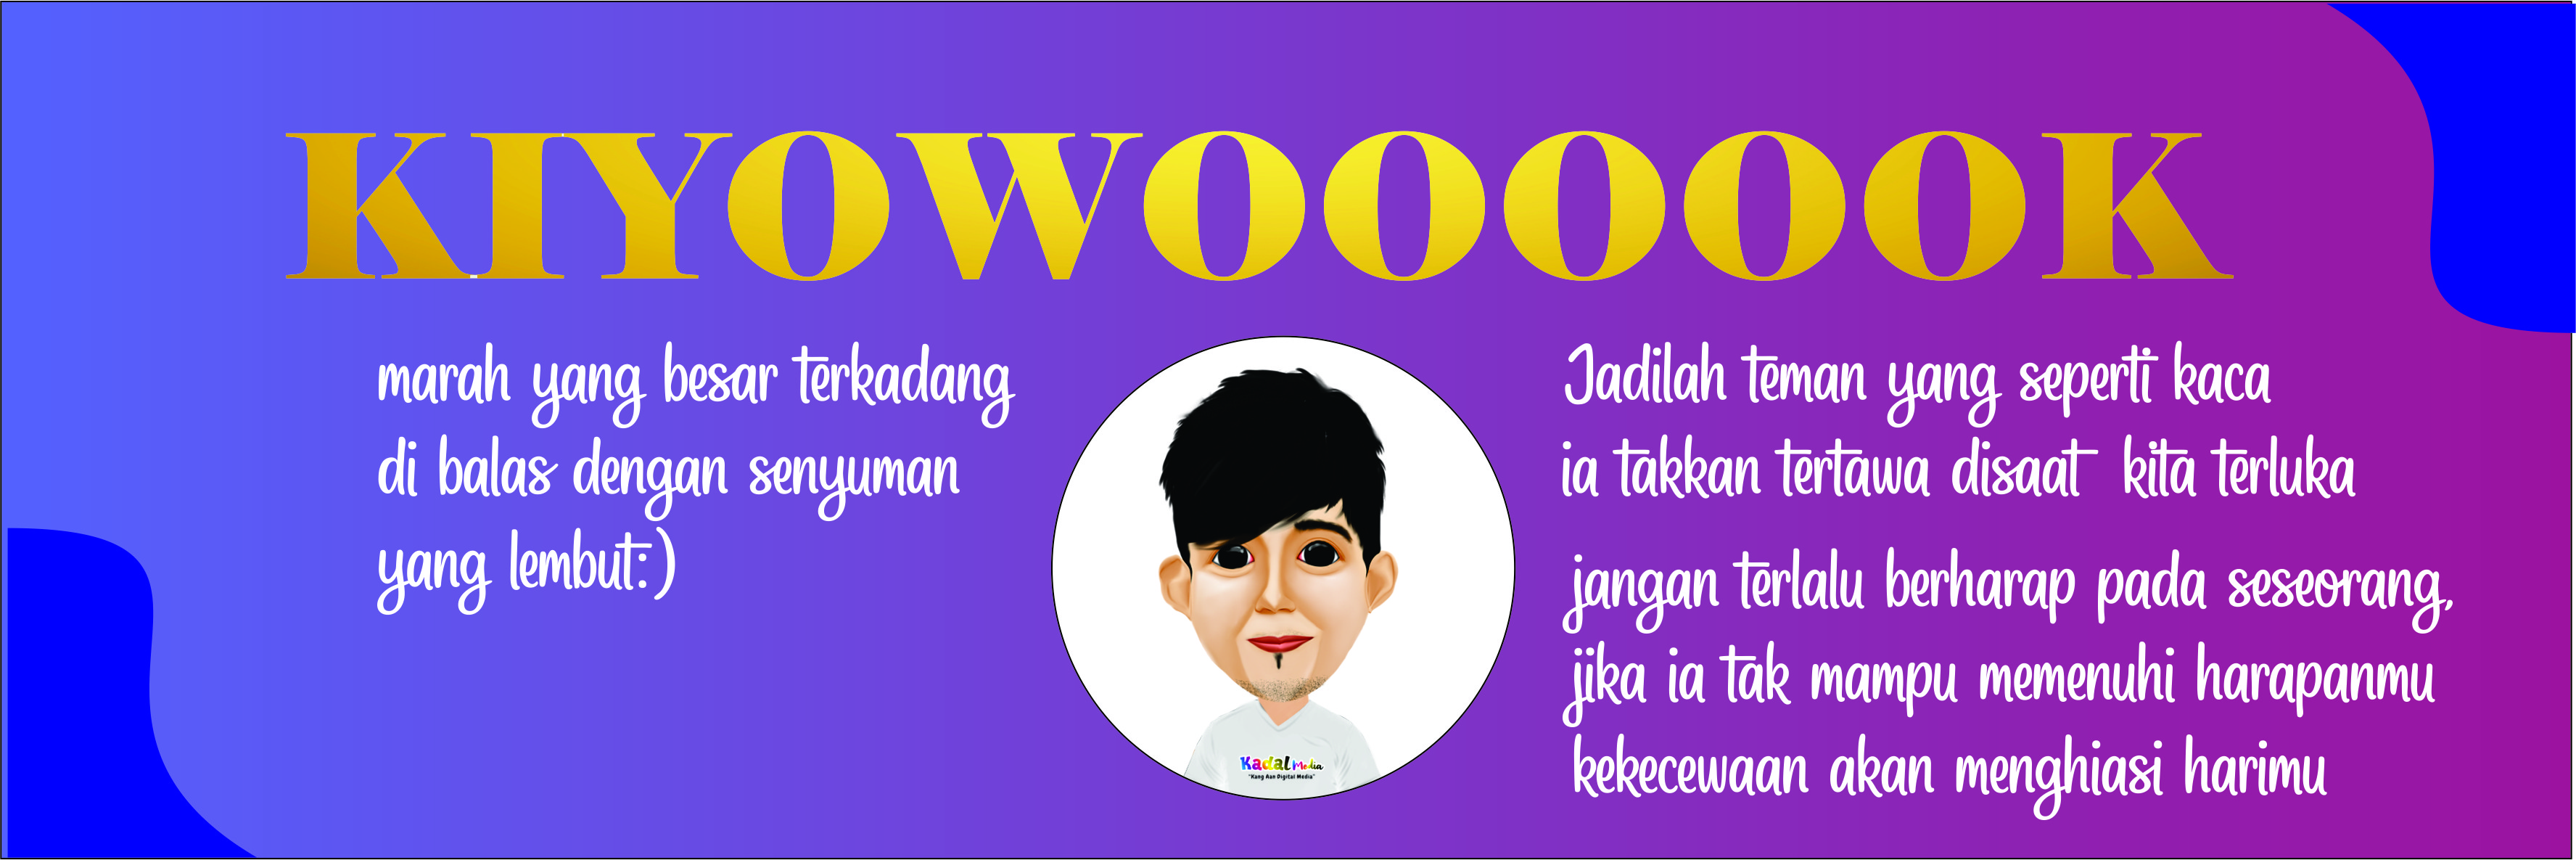 KIYOWOOOOOK
marah yang besar terkadang
di balas dengan senyuman
yang lembut:)
Jadilah teman yang seperti kaca
ia takkan tertawa disaat kita terluka
jangan terlalu berharap pada seseorang,
jika ia tak mampu memenuhi harapanmu
kekecewaan akan menghiasi harimu
Kadal Media
"Kang Aan Digital Media"